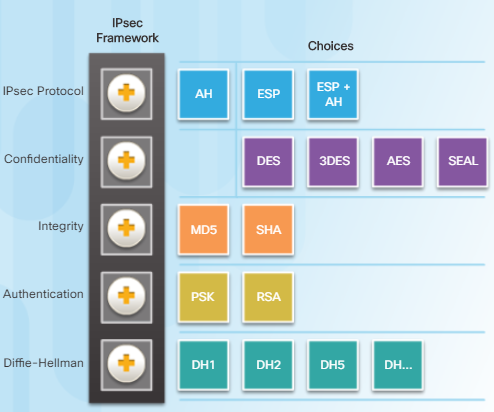 IPsec
Framework
Choices
IPsec Protocol
AH
ESP
ESP +
AH
Confidentiality
DES
3DES
AES
SEAL
Integrity
MD5
SHA
Authentication
PSK
RSA
Diffie-Hellman
DH1
DH2
DH5
DH...